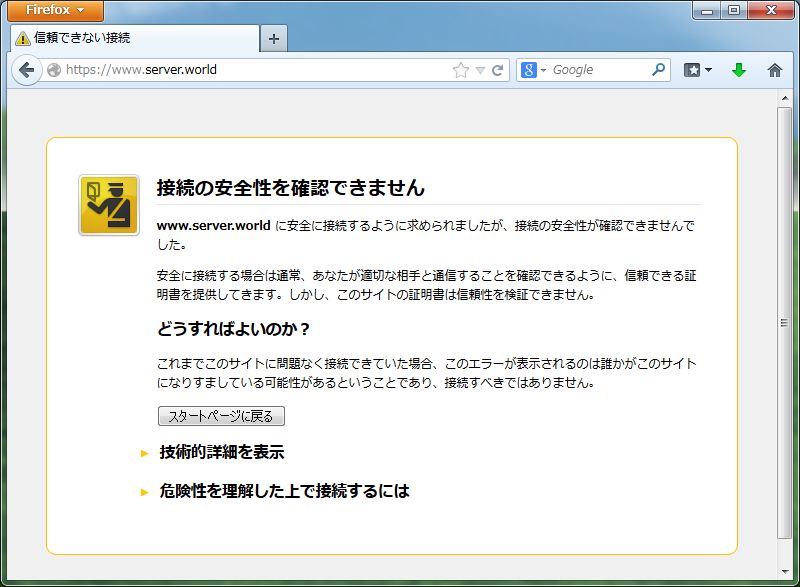 Firefox
信頼できない接続
https://www.server.world
Google
接続の安全性を確認できません
www.server.world に安全に接続するように求められましたが、接続の安全性が確認できませんで
した。
安全に接続する場合は通常、あなたが適切な相手と通信することを確認できるように、信頼できる証
明書を提供してきます。しかし、このサイトの証明書は信頼性を検証できません。
どうすればよいのか？
これまでこのサイトに問題なく接続できていた場合、このエラーが表示されるのは誰かがこのサイト
になりすましている可能性があるということであり、接続すべきではありません。
スタートページに戻る
技術的詳細を表示
危険性を理解した上で接続するには